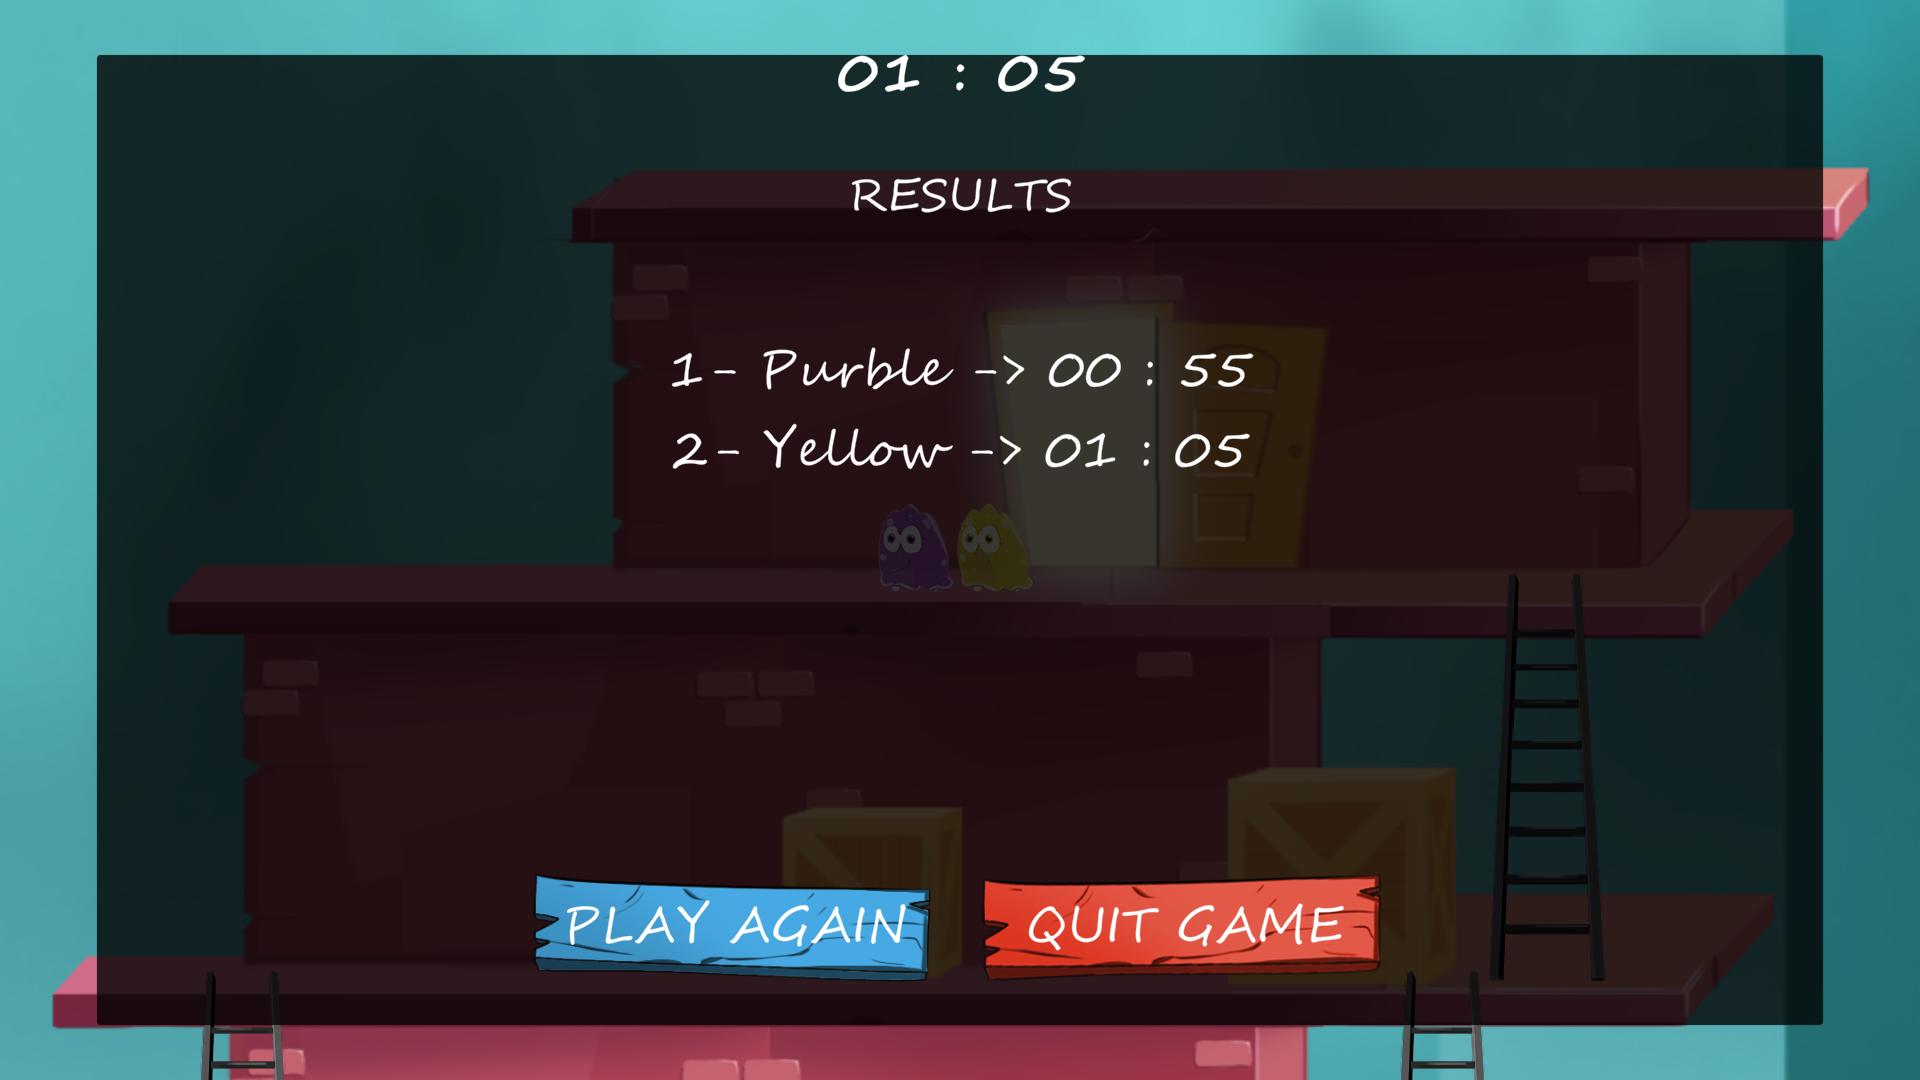 01 : 05
RESULTS
1- Purble -> 00 : 55
2- Yellow -> 01 : 05
PLAY AGAIN
QUIT GAME